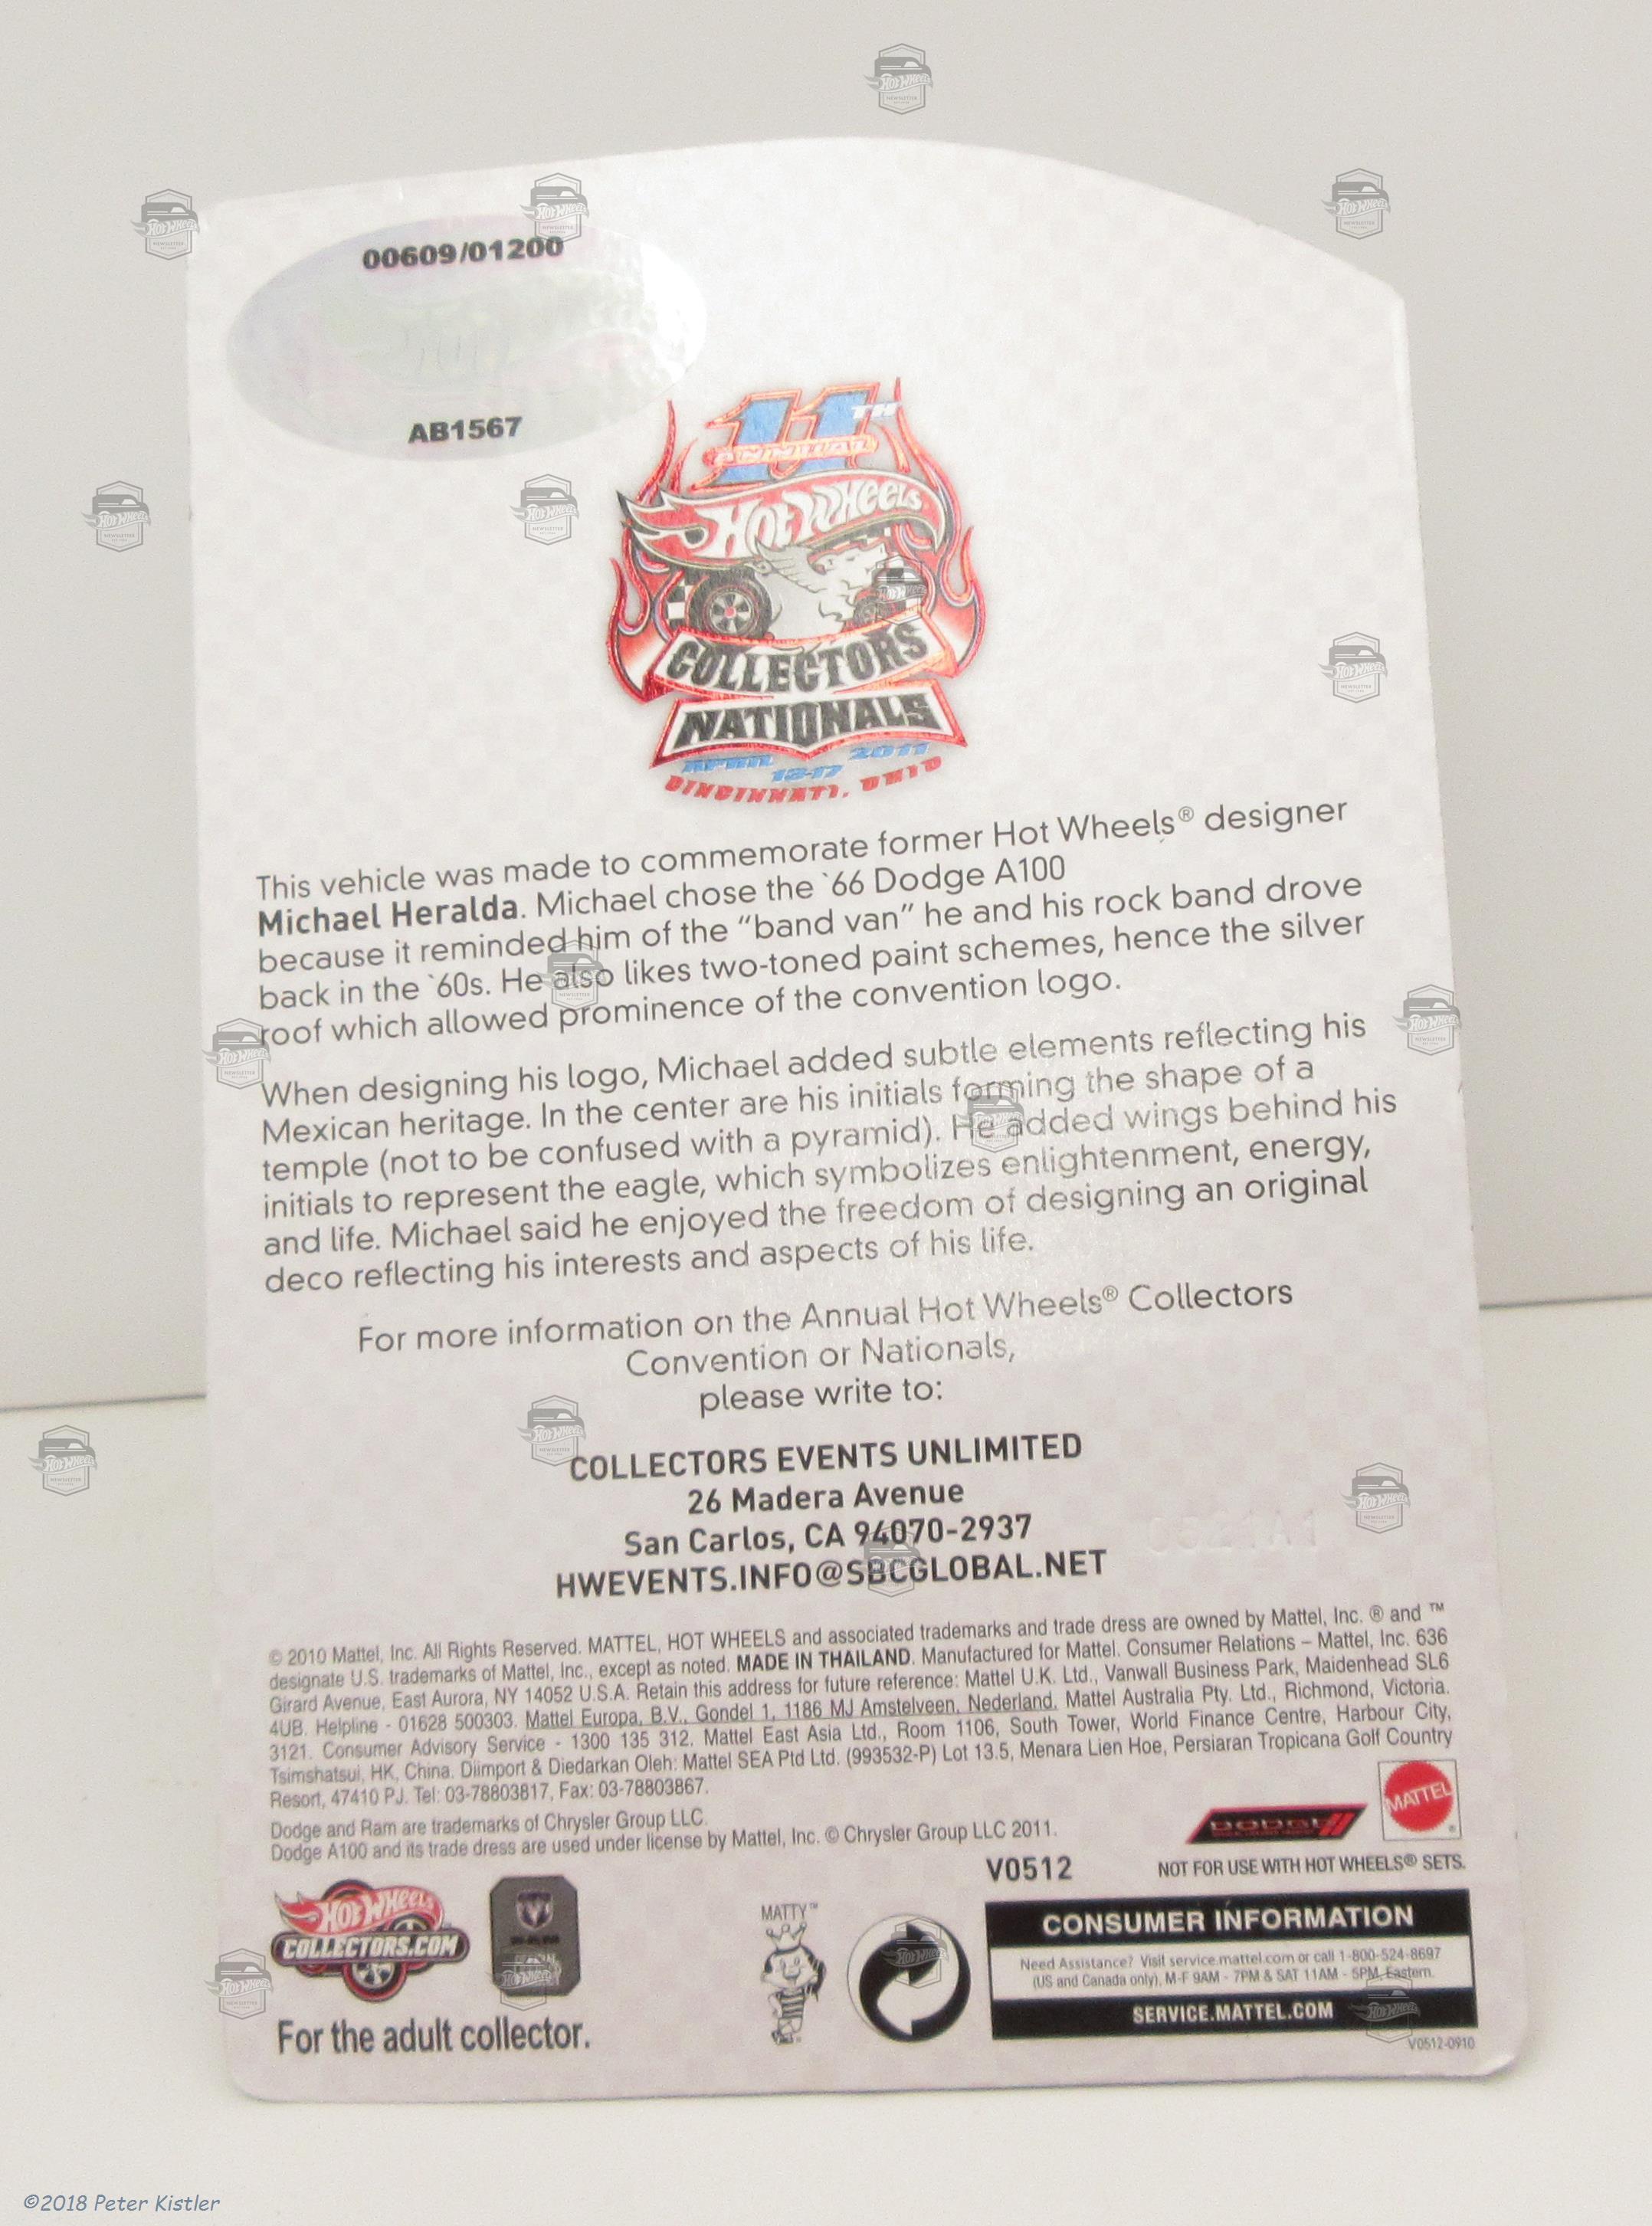 00609/01200
AB1567
11TH
ANNUAL
HOT WHEELS
COLLECTORS
NATIONALS
APRIL 13-17 2011
CINCINNATI, OHIO
This vehicle was made to commemorate former Hot Wheels® designer
Michael Heralda. Michael chose the `66 Dodge A100
because it reminded him of the “band van” he and his rock band drove
back in the `60s. He also likes two-toned paint schemes, hence the silver
roof which allowed prominence of the convention logo.
When designing his logo, Michael added subtle elements reflecting his
Mexican heritage. In the center are his initials forming the shape of a
temple (not to be confused with a pyramid). He added wings behind his
initials to represent the eagle, which symbolizes enlightenment, energy,
and life. Michael said he enjoyed the freedom of designing an original
deco reflecting his interests and aspects of his life.
For more information on the Annual Hot Wheels® Collectors
Convention or Nationals,
please write to:
COLLECTORS EVENTS UNLIMITED
26 Madera Avenue
San Carlos, CA 94070-2937
HWEVENTS.INFO@SBCGLOBAL.NET
© 2010 Mattel, Inc. All Rights Reserved. MATTEL, HOT WHEELS and associated trademarks and trade dress are owned by Mattel, Inc. ® and ™
designate U.S. trademarks of Mattel, Inc., except as noted. MADE IN THAILAND. Manufactured for Mattel. Consumer Relations – Mattel, Inc. 636
Girard Avenue, East Aurora, NY 14052 U.S.A. Retain this address for future reference: Mattel U.K. Ltd., Vanwall Business Park, Maidenhead SL6
4UB. Helpline - 01628 500303. Mattel Europa, B.V., Gondel 1, 1186 MJ Amstelveen, Nederland. Mattel Australia Pty. Ltd., Richmond, Victoria.
3121. Consumer Advisory Service - 1300 135 312. Mattel East Asia Ltd., Room 1106, South Tower, World Finance Centre, Harbour City,
Tsimshatsui, HK, China. Diimport & Diedarkan Oleh: Mattel SEA Ptd Ltd. (993532-P) Lot 13.5, Menara Lien Hoe, Persiaran Tropicana Golf Country
Resort, 47410 PJ. Tel: 03-78803817, Fax: 03-78803867.
Dodge and Ram are trademarks of Chrysler Group LLC.
Dodge A100 and its trade dress are used under license by Mattel, Inc. © Chrysler Group LLC 2011.
DODGE
MATTEL
V0512
NOT FOR USE WITH HOT WHEELS® SETS.
HOT WHEELS
COLLECTORS.COM
RAM
MATTY™
CONSUMER INFORMATION
Need Assistance? Visit service.mattel.com or call 1-800-524-8697
(US and Canada only), M-F 9AM - 7PM & SAT 11AM - 5PM, Eastern.
SERVICE.MATTEL.COM
For the adult collector.
V0512-0910
©2018 Peter Kistler